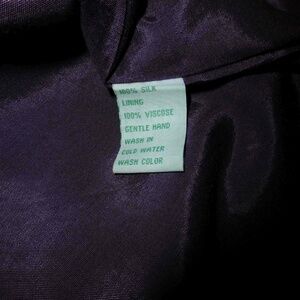 100% SILK
LINING
100% VISCOSE
GENTLE HAND
WASH IN
COLD WATER
WASH COLOR